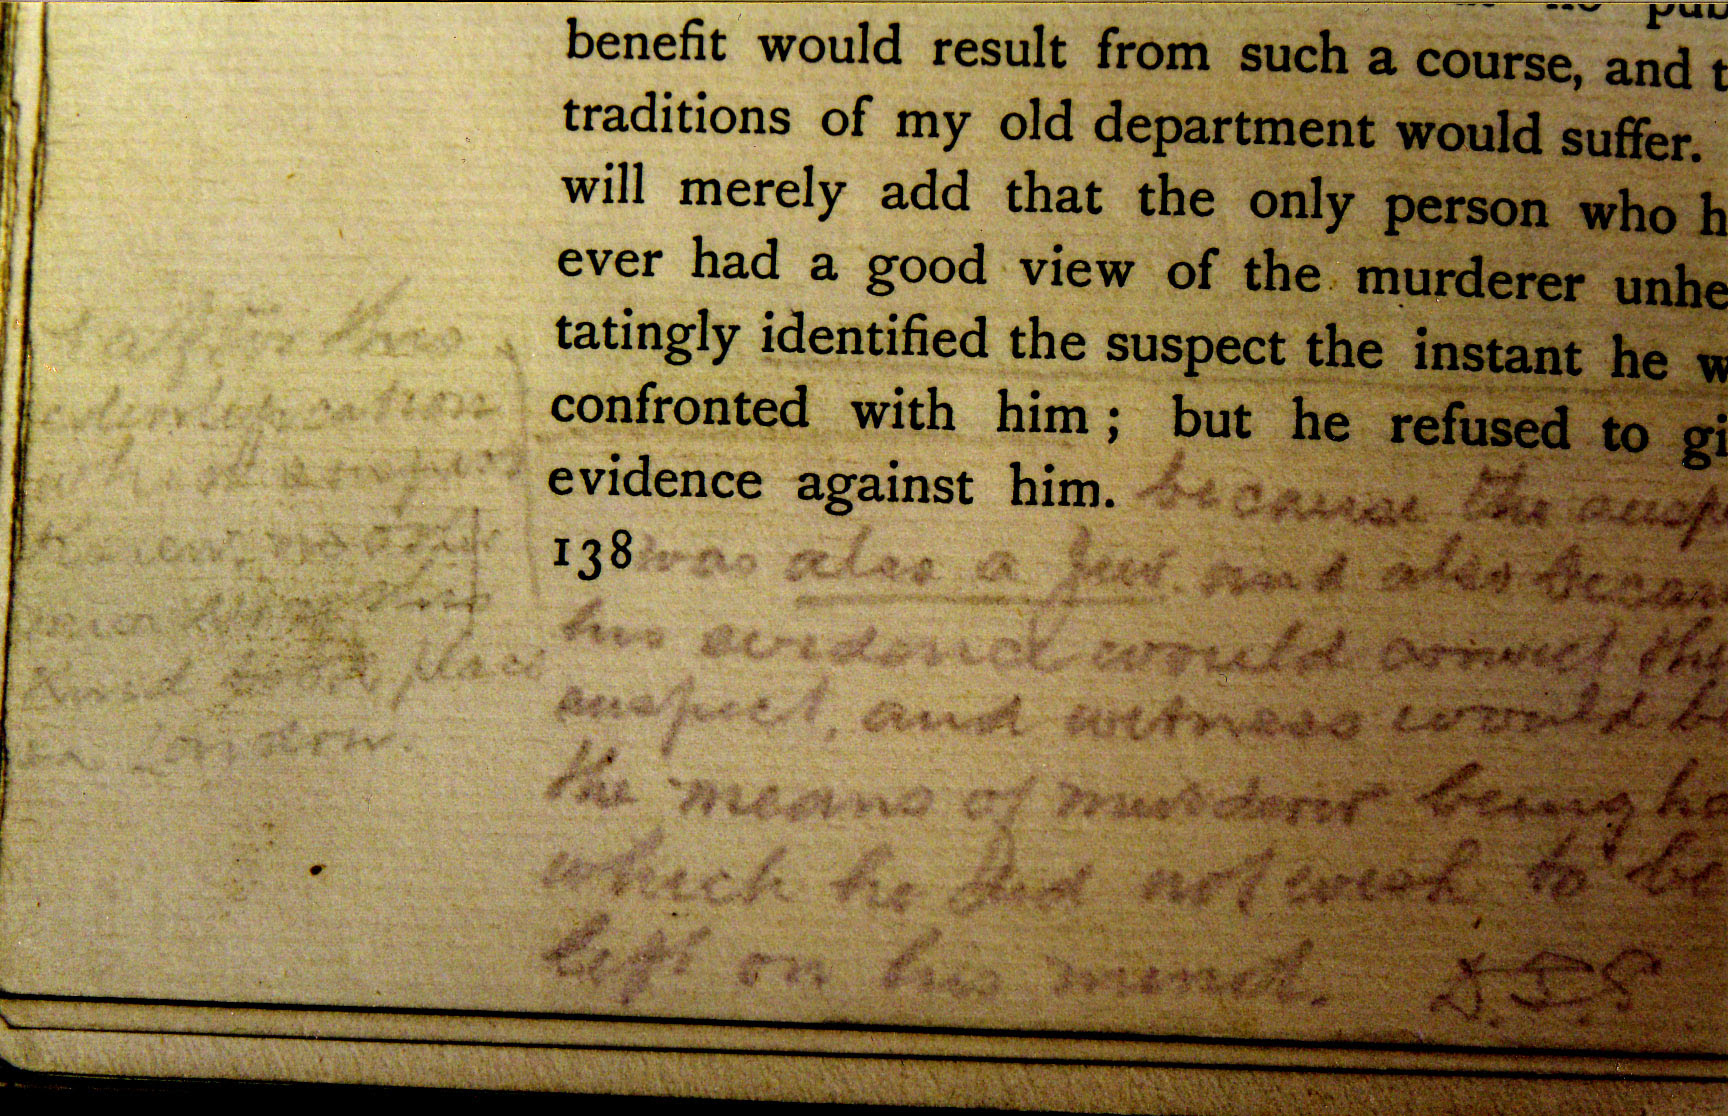 benefit would result from such a course, and t
traditions of my old department would suffer.
will merely add that the only person who h
ever had a good view of the murderer unhe
tatingly identified the suspect the instant he w
confronted with him ; but he refused to gi
evidence against him. because the susp
138 was also a Jew and also becau
his evidence would convict the
suspect, and witness would be
the means of murderer being ha
which he did not wish to be
left on his mind. D.S.S
& after this
identification
which suspect
knew, no other
murder of this
kind took place
in London.